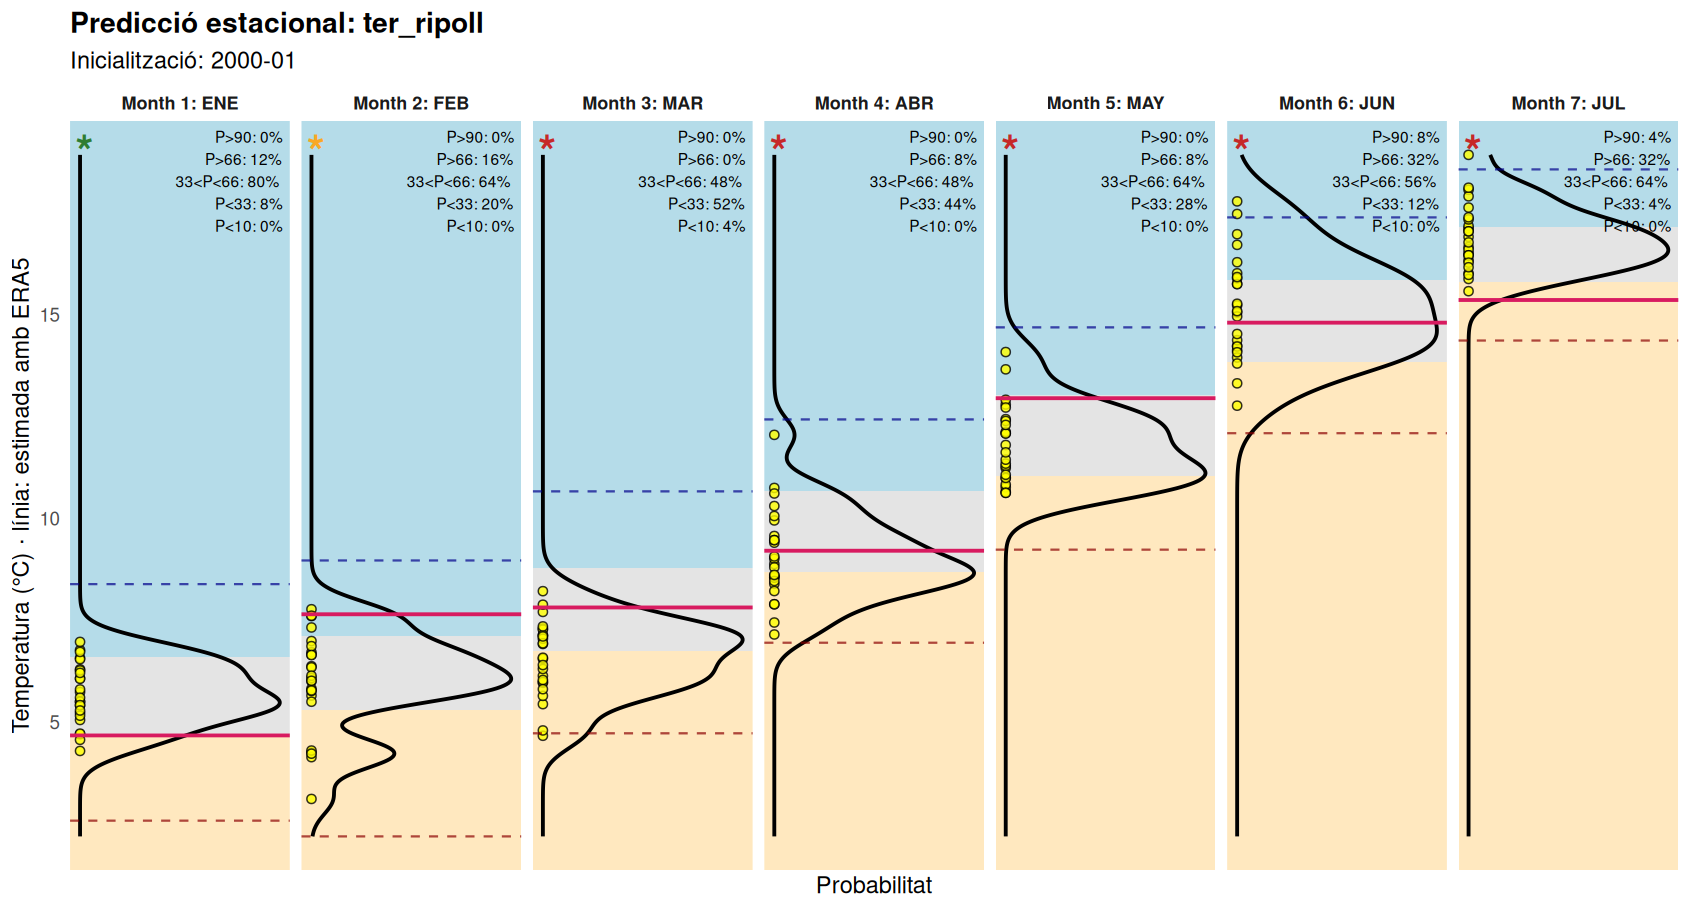 Predicció estacional: ter_ripoll
Inicialització: 2000-01
Month 1: ENE
Month 2: FEB
Month 3: MAR
Month 4: ABR
Month 5: MAY
Month 6: JUN
Month 7: JUL
*
P>90: 0%
P>66: 12%
33<P<66: 80%
P<33: 8%
P<10: 0%
*
P>90: 0%
P>66: 16%
33<P<66: 64%
P<33: 20%
P<10: 0%
*
P>90: 0%
P>66: 0%
33<P<66: 48%
P<33: 52%
P<10: 4%
*
P>90: 0%
P>66: 8%
33<P<66: 48%
P<33: 44%
P<10: 0%
*
P>90: 0%
P>66: 8%
33<P<66: 64%
P<33: 28%
P<10: 0%
*
P>90: 8%
P>66: 32%
33<P<66: 56%
P<33: 12%
P<10: 0%
*
P>90: 4%
P>66: 32%
33<P<66: 64%
P<33: 4%
P<10: 0%
15
10
5
Temperatura (°C) · línia: estimada amb ERA5
Probabilitat